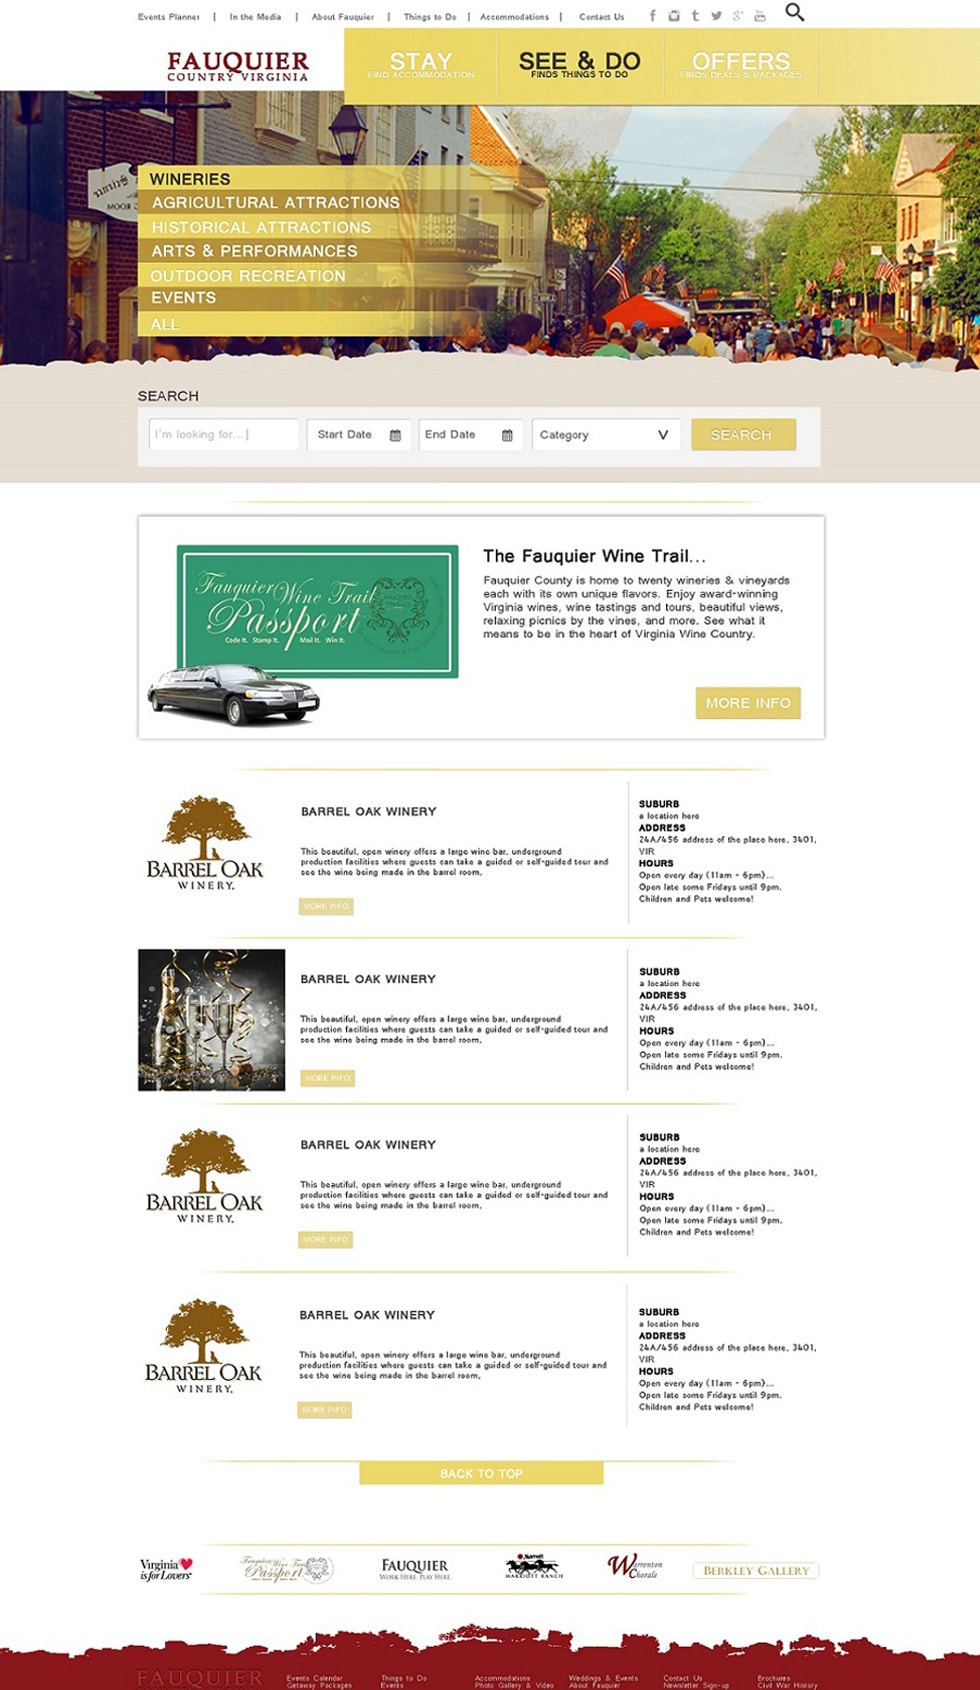 Events Planner | In the Media | About Fauquier | Things to Do | Accommodations | Contact Us
FAUQUIER
COUNTRY VIRGINIA
STAY
FIND ACCOMMODATION
SEE & DO
FINDS THINGS TO DO
OFFERS
FINDS DEALS & PACKAGES
WINERIES
AGRICULTURAL ATTRACTIONS
HISTORICAL ATTRACTIONS
ARTS & PERFORMANCES
OUTDOOR RECREATION
EVENTS
ALL
SEARCH
I'm looking for...|
Start Date
End Date
Category
SEARCH
Fauquier Wine Trail
Passport
Code It. Stamp It. Mail It. Win It.
The Fauquier Wine Trail...
Fauquier County is home to twenty wineries & vineyards
each with its own unique flavors. Enjoy award-winning
Virginia wines, wine tastings and tours, beautiful views,
relaxing picnics by the vines, and more. See what it
means to be in the heart of Virginia Wine Country.
MORE INFO
BARREL OAK
WINERY.
BARREL OAK WINERY
This beautiful, open winery offers a large wine bar, underground
production facilities where guests can take a guided or self-guided tour and
see the wine being made in the barrel room,
MORE INFO
SUBURB
a location here
ADDRESS
24A/456 address of the place here, 3401,
VIR
HOURS
Open every day (11am - 6pm)...
Open late some Fridays until 9pm.
Children and Pets welcome!
BARREL OAK WINERY
This beautiful, open winery offers a large wine bar, underground
production facilities where guests can take a guided or self-guided tour and
see the wine being made in the barrel room,
MORE INFO
SUBURB
a location here
ADDRESS
24A/456 address of the place here, 3401,
VIR
HOURS
Open every day (11am - 6pm)...
Open late some Fridays until 9pm.
Children and Pets welcome!
BARREL OAK
WINERY.
BARREL OAK WINERY
This beautiful, open winery offers a large wine bar, underground
production facilities where guests can take a guided or self-guided tour and
see the wine being made in the barrel room,
MORE INFO
SUBURB
a location here
ADDRESS
24A/456 address of the place here, 3401,
VIR
HOURS
Open every day (11am - 6pm)...
Open late some Fridays until 9pm.
Children and Pets welcome!
BARREL OAK
WINERY.
BARREL OAK WINERY
This beautiful, open winery offers a large wine bar, underground
production facilities where guests can take a guided or self-guided tour and
see the wine being made in the barrel room,
MORE INFO
SUBURB
a location here
ADDRESS
24A/456 address of the place here, 3401,
VIR
HOURS
Open every day (11am - 6pm)...
Open late some Fridays until 9pm.
Children and Pets welcome!
BACK TO TOP
Virginia
is for Lovers
Fauquier Wine Trail
Passport
FAUQUIER
WORK HERE. PLAY HERE.
Marriott
MARRIOTT RANCH
Warrenton
Chorale
BERKLEY GALLERY
FAUQUIER
Events Calendar
Getaway Packages
Things to Do
Events
Accommodations
Photo Gallery & Video
Weddings & Events
About Fauquier
Contact Us
Newsletter Sign-up
Brochures
Civil War History